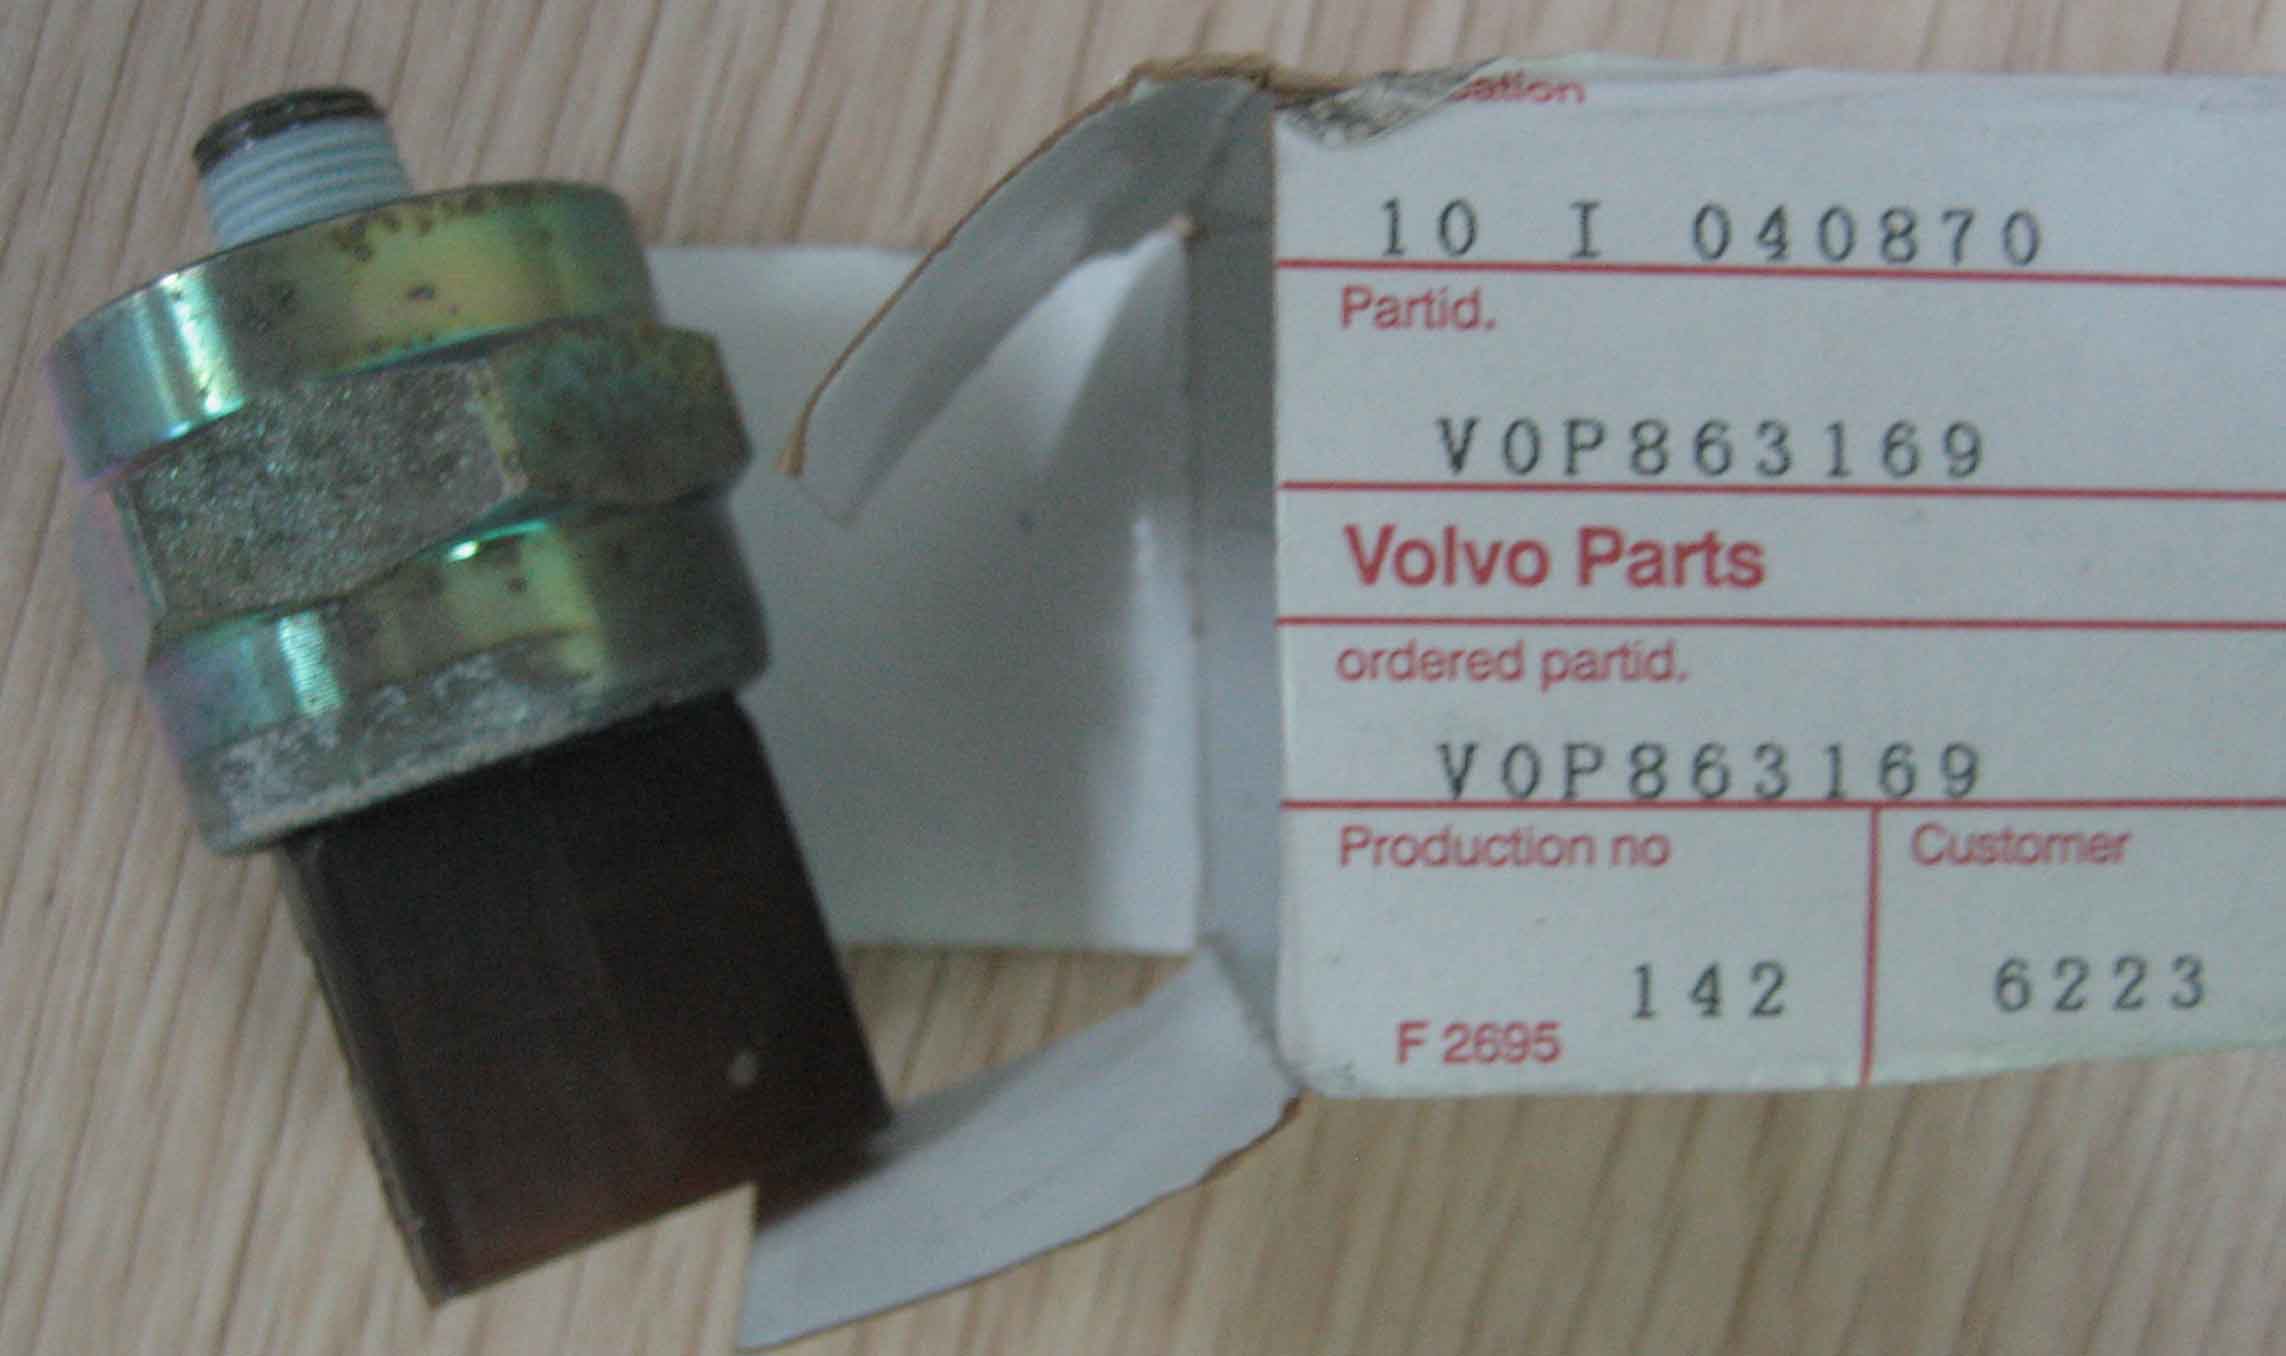 10 I 040870
Partid.
VOP863169
Volvo Parts
ordered partid.
VOP863169
Production no
Customer
142
6223
F 2695